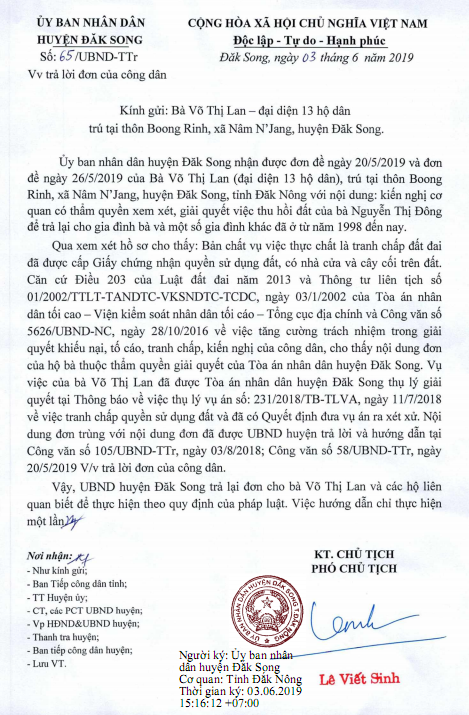 ỦY BAN NHÂN DÂN
HUYỆN ĐĂK SONG
CỘNG HÒA XÃ HỘI CHỦ NGHĨA VIỆT NAM
Độc lập - Tự do - Hạnh phúc
Số: 65/UBND-TTr
Đăk Song, ngày 03 tháng 6 năm 2019
Vv trả lời đơn của công dân
Kính gửi: Bà Võ Thị Lan – đại diện 13 hộ dân
trú tại thôn Boong Rinh, xã Nâm N'Jang, huyện Đăk Song.
Ủy ban nhân dân huyện Đăk Song nhận được đơn đề ngày 20/5/2019 và đơn
đề ngày 26/5/2019 của Bà Võ Thị Lan (đại diện 13 hộ dân), trú tại thôn Boong
Rinh, xã Nâm N'Jang, huyện Đăk Song, tỉnh Đăk Nông với nội dung: kiến nghị cơ
quan có thẩm quyền xem xét, giải quyết việc thu hồi đất của bà Nguyễn Thị Đông
để trả lại cho gia đình bà và một số gia đình khác đã ở từ năm 1998 đến nay.
Qua xem xét hồ sơ cho thấy: Bản chất vụ việc thực chất là tranh chấp đất đai
đã được cấp Giấy chứng nhận quyền sử dụng đất, có nhà cửa và cây cối trên đất.
Căn cứ Điều 203 của Luật đất đai năm 2013 và Thông tư liên tịch số
01/2002/TTLT-TANDTC-VKSNDTC-TCDC, ngày 03/1/2002 của Tòa án nhân
dân tối cao – Viện kiểm soát nhân dân tối cáo – Tổng cục địa chính và Công văn số
5626/UBND-NC, ngày 28/10/2016 về việc tăng cường trách nhiệm trong giải
quyết khiếu nại, tố cáo, tranh chấp, kiến nghị của công dân, cho thấy nội dung đơn
của hộ bà thuộc thẩm quyền giải quyết của Tòa án nhân dân huyện Đăk Song. Vụ
việc của bà Võ Thị Lan đã được Tòa án nhân dân huyện Đăk Song thụ lý giải
quyết tại Thông báo về việc thụ lý vụ án số: 231/2018/TB-TLVA, ngày 11/7/2018
về việc tranh chấp quyền sử dụng đất và đã có Quyết định đưa vụ án ra xét xử. Nội
dung đơn trùng với nội dung đơn đã được UBND huyện trả lời và hướng dẫn tại
Công văn số 105/UBND-TTr, ngày 03/8/2018; Công văn số 58/UBND-TTr, ngày
20/5/2019 V/v trả lời đơn của công dân.
Vậy, UBND huyện Đăk Song trả lại đơn cho bà Võ Thị Lan và các hộ liên
quan biết để thực hiện theo quy định của pháp luật. Việc hướng dẫn chỉ thực hiện
một lần
Nơi nhận:
- Như kính gửi;
- Ban Tiếp công dân tỉnh;
- TT Huyện ủy;
- CT, các PCT UBND huyện;
- Vp HĐND&UBND huyện;
- Thanh tra huyện;
- Ban tiếp công dân huyện;
- Lưu VT.
KT. CHỦ TỊCH
PHÓ CHỦ TỊCH
Lê Viết Sinh
Người ký: Ủy ban nhân
dân huyện Đăk Song
Cơ quan: Tỉnh Đăk Nông
Thời gian ký: 03.06.2019
15:16:12 +07:00